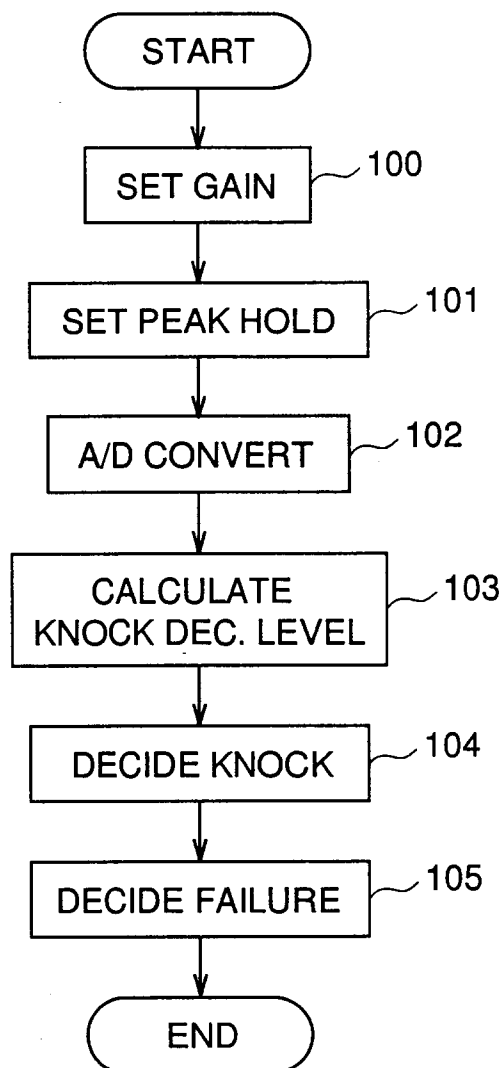 START
SET GAIN
100
SET PEAK HOLD
101
A/D CONVERT
102
CALCULATE
KNOCK DEC. LEVEL
103
DECIDE KNOCK
104
DECIDE FAILURE
105
END